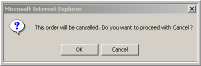 Microsoft Internet Explorer
This order will be cancelled. Do you want to proceed with Cancel ?
OK
Cancel